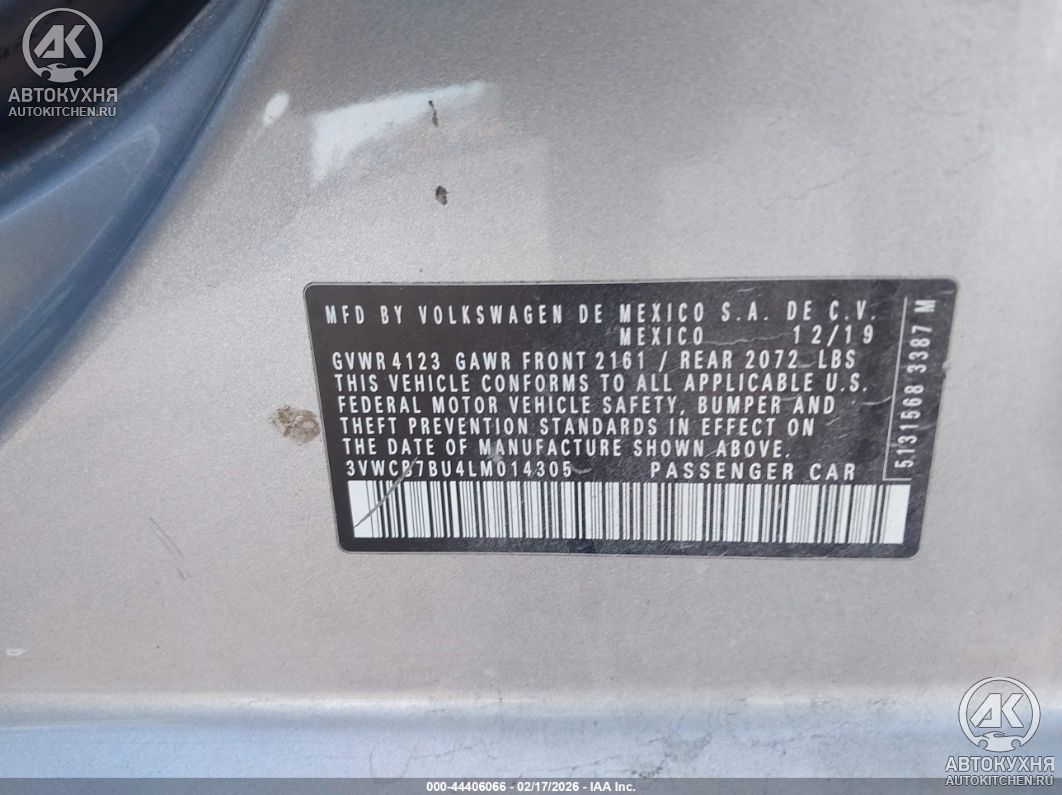 AK
АВТОКУХНЯ
AUTOKITCHEN.RU
MFD BY VOLKSWAGEN DE MEXICO S.A. DE C.V.
MEXICO 12/19
GVWR 4123 GAWR FRONT 2161 / REAR 2072 LBS
THIS VEHICLE CONFORMS TO ALL APPLICABLE U.S.
FEDERAL MOTOR VEHICLE SAFETY, BUMPER AND
THEFT PREVENTION STANDARDS IN EFFECT ON
THE DATE OF MANUFACTURE SHOWN ABOVE.
3VWCB7BU4LM014305 PASSENGER CAR
5131568 3387 M
AK
АВТОКУХНЯ
AUTOKITCHEN.RU
000-44406066 - 02/17/2026 - IAA Inc.